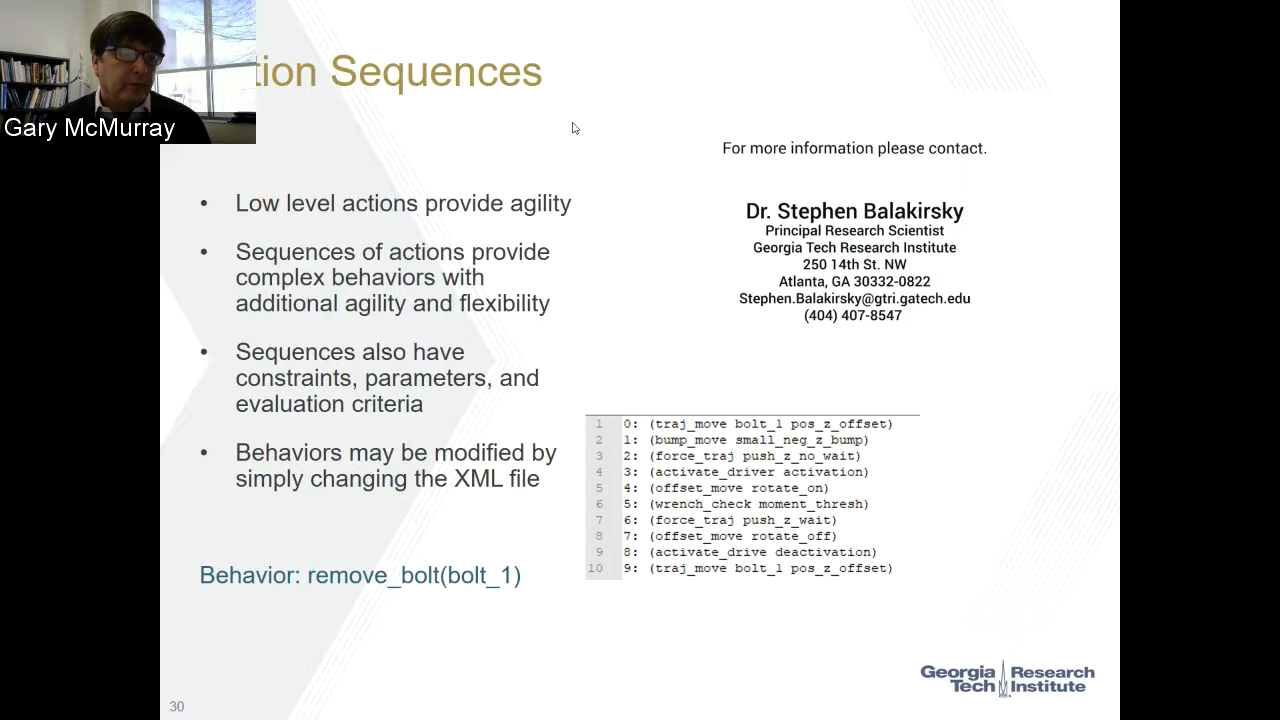 tion Sequences
Gary McMurray
For more information please contact.
• Low level actions provide agility
• Sequences of actions provide
complex behaviors with
additional agility and flexibility
• Sequences also have
constraints, parameters, and
evaluation criteria
• Behaviors may be modified by
simply changing the XML file
Behavior: remove_bolt(bolt_1)
Dr. Stephen Balakirsky
Principal Research Scientist
Georgia Tech Research Institute
250 14th St. NW
Atlanta, GA 30332-0822
Stephen.Balakirsky@gtri.gatech.edu
(404) 407-8547
1 0: (traj_move bolt_1 pos_z_offset)
2 1: (bump_move small_neg_z_bump)
3 2: (force_traj push_z_no_wait)
4 3: (activate_driver activation)
5 4: (offset_move rotate_on)
6 5: (wrench_check moment_thresh)
7 6: (force_traj push_z_wait)
8 7: (offset_move rotate_off)
9 8: (activate_drive deactivation)
10 9: (traj_move bolt_1 pos_z_offset)
Georgia Research
Tech Institute
30